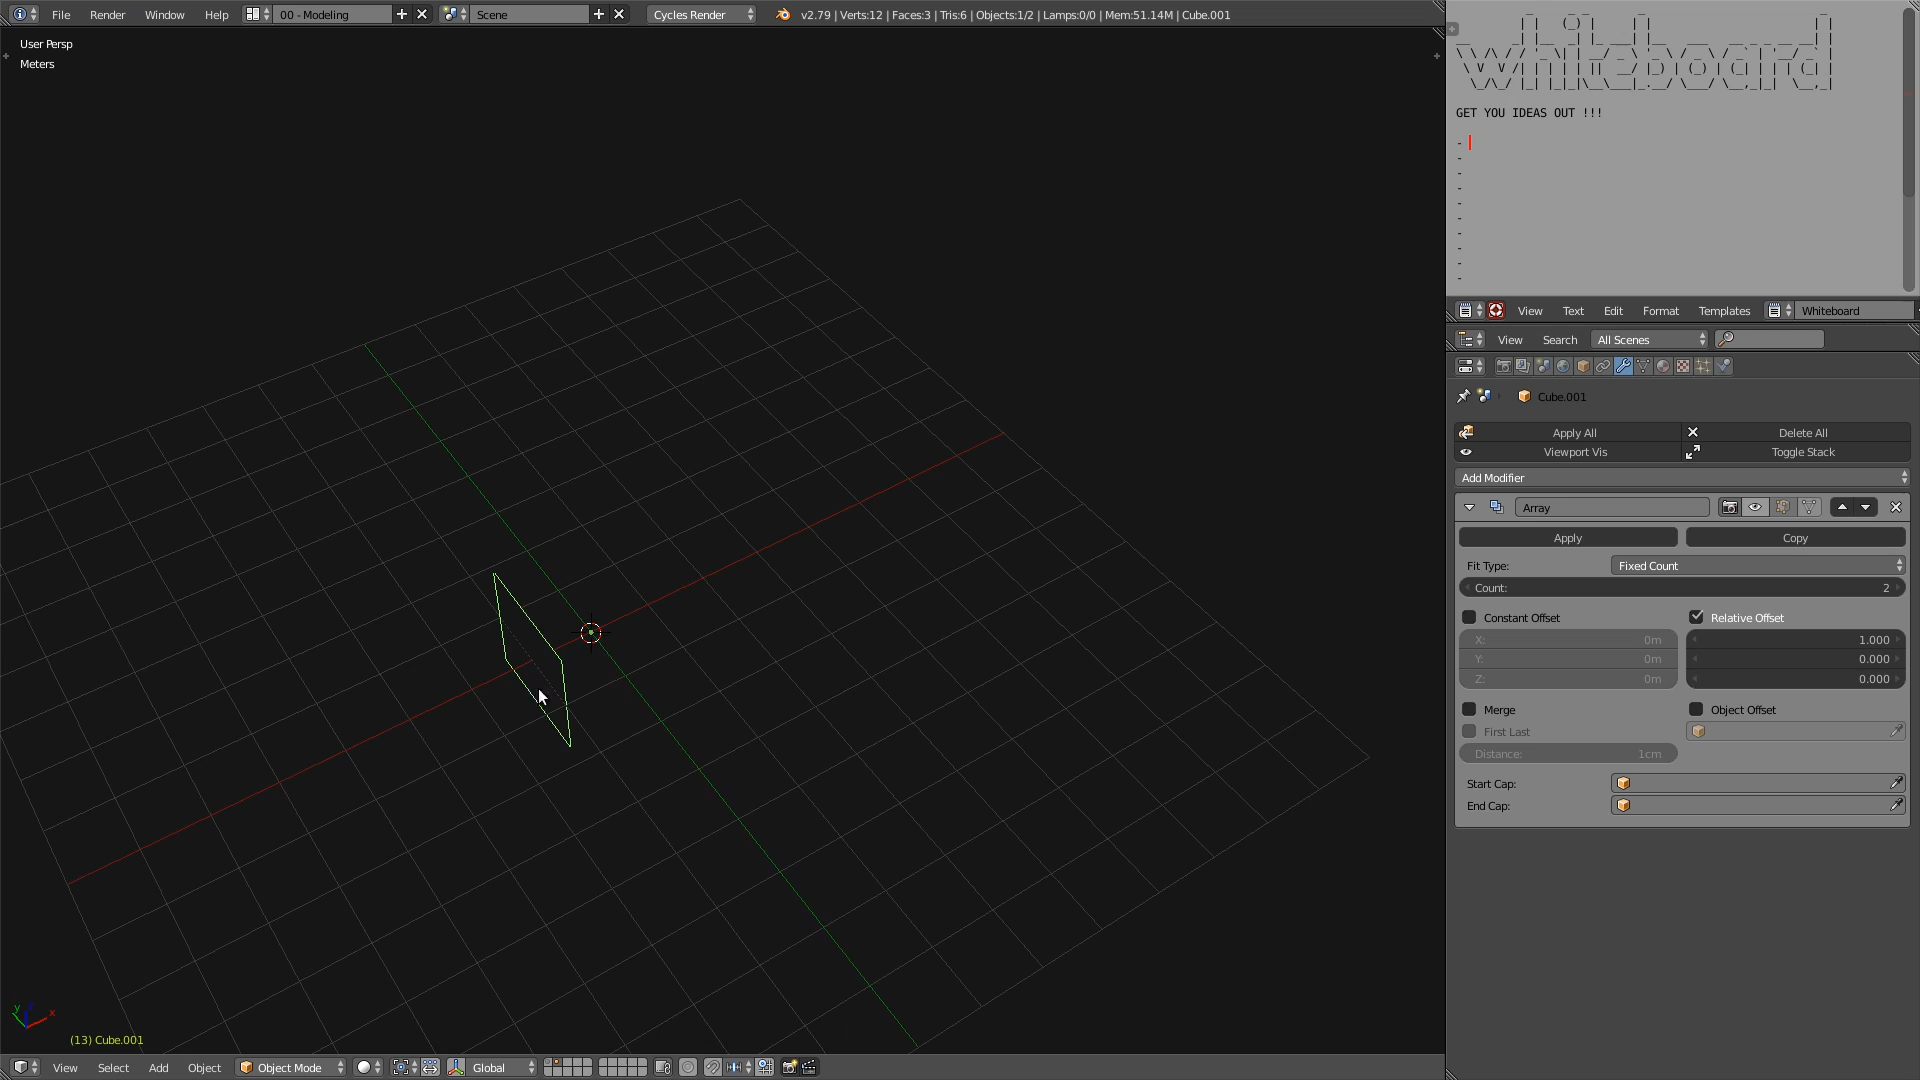 File Render Window Help 00 - Modeling Scene Cycles Render v2.79 | Verts:12 | Faces:3 | Tris:6 | Objects:1/2 | Lamps:0/0 | Mem:51.14M | Cube.001
User Persp
Meters
whiteboard
GET YOU IDEAS OUT !!!
-
-
-
-
-
-
-
-
-
-
View Text Edit Format Templates Whiteboard
View Search All Scenes
Cube.001
Apply All Delete All
Viewport Vis Toggle Stack
Add Modifier
Array
Apply Copy
Fit Type: Fixed Count
Count: 2
Constant Offset Relative Offset
X: 0m 1.000
Y: 0m 0.000
Z: 0m 0.000
Merge Object Offset
First Last
Distance: 1cm
Start Cap:
End Cap:
y x
(13) Cube.001
View Select Add Object Object Mode Global